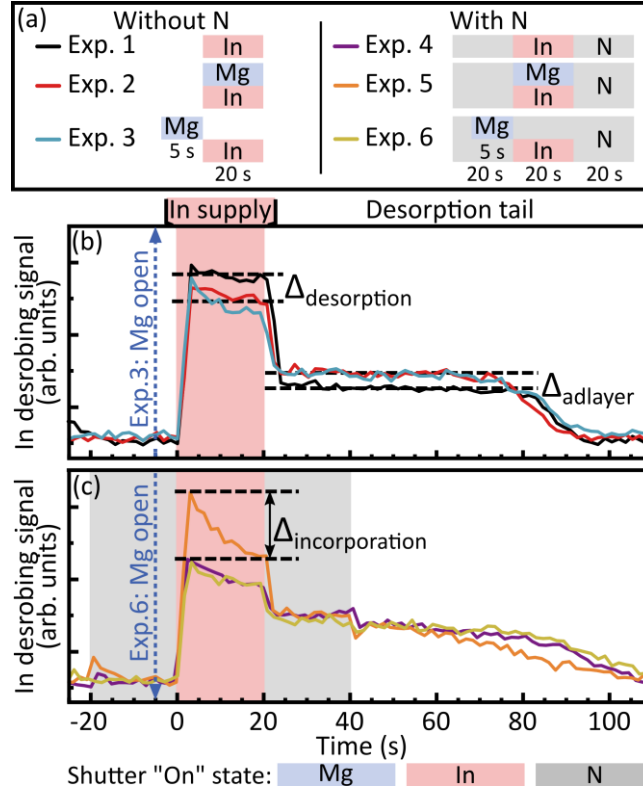 (a) Without N With N
In In N
Exp. 1 Exp. 4
Mg Mg N
Exp. 2 In Exp. 5 In
Mg Mg N
Exp. 3 5 s In Exp. 6 5 s In
20 s 20 s 20 s 20 s
In supply Desorption tail
(b)
Δdesorption
Δadlayer
Exp.3: Mg open
In desrobing signal
(arb. units)
(c)
Δincorporation
Exp.6: Mg open
In desrobing signal
(arb. units)
-20 0 20 40 60 80 100
Time (s)
Shutter "On" state: Mg In N